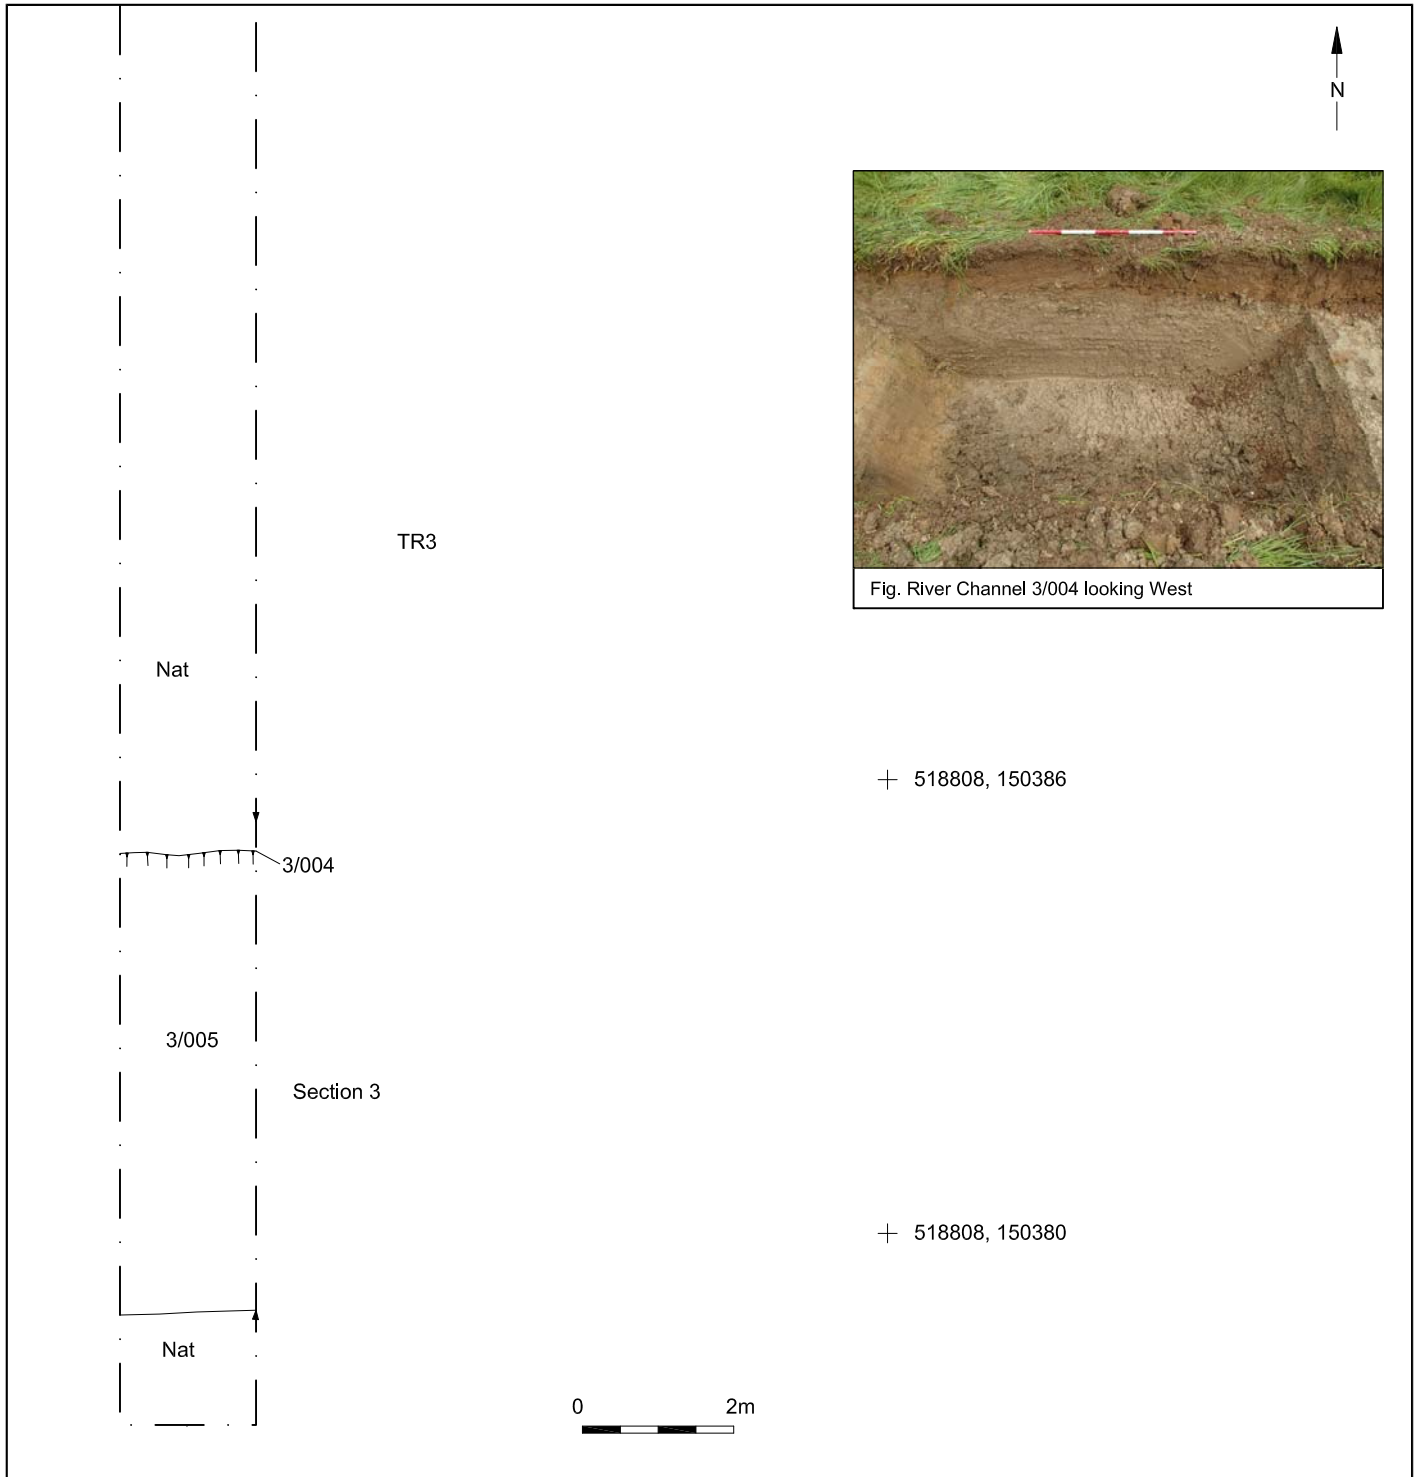 N
Fig. River Channel 3/004 looking West
TR3
Nat
518808, 150386
3/004
3/005
Section 3
518808, 150380
Nat
0 2m